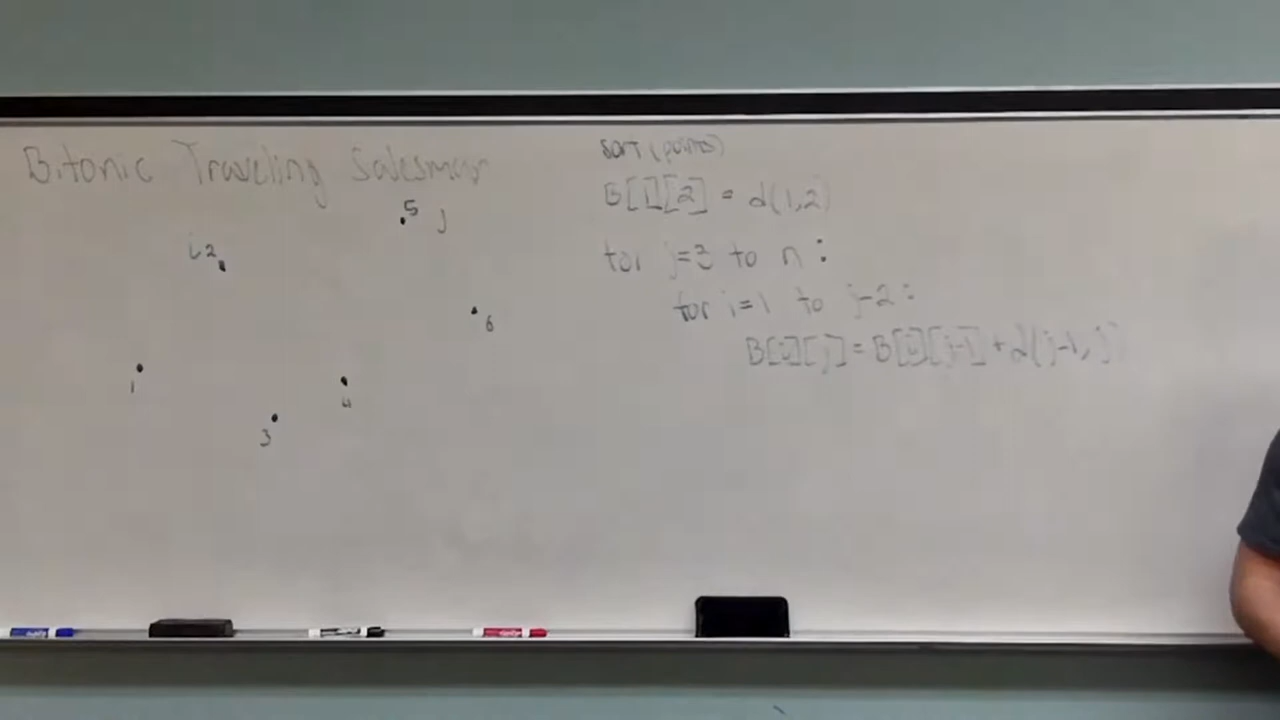 Bitonic Traveling Salesman
5 j
i 2
6
1
4
3
Sort(points)
B[1][2] = d(1,2)
for j=3 to n:
for i=1 to j-2:
B[i][j] = B[i][j-1] + d(j-1, j)